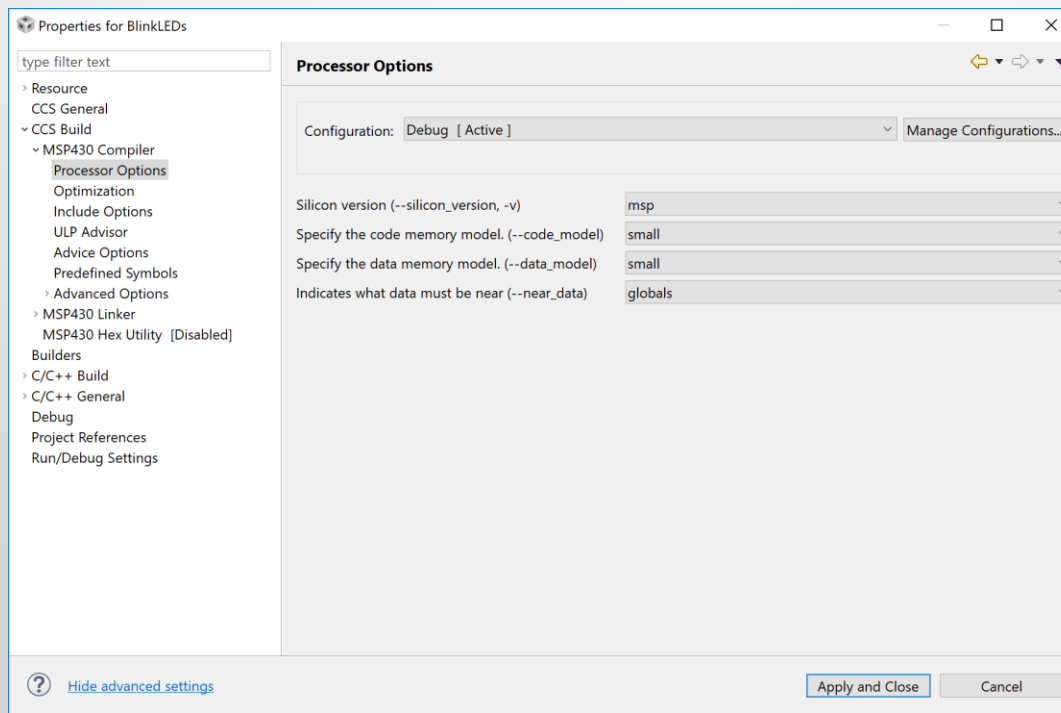 Properties for BlinkLEDs
type filter text
Resource
CCS General
CCS Build
MSP430 Compiler
Processor Options
Optimization
Include Options
ULP Advisor
Advice Options
Predefined Symbols
Advanced Options
MSP430 Linker
MSP430 Hex Utility [Disabled]
Builders
C/C++ Build
C/C++ General
Debug
Project References
Run/Debug Settings
Processor Options
Configuration: Debug [ Active ] Manage Configurations...
Silicon version (--silicon_version, -v) msp
Specify the code memory model. (--code_model) small
Specify the data memory model. (--data_model) small
Indicates what data must be near (--near_data) globals
? Hide advanced settings Apply and Close Cancel